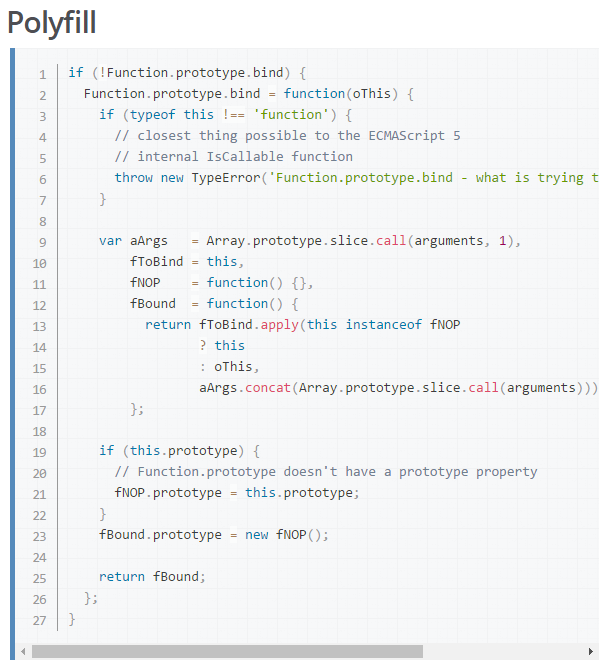 Polyfill
1 if (!Function.prototype.bind) {
2 Function.prototype.bind = function(oThis) {
3 if (typeof this !== 'function') {
4 // closest thing possible to the ECMAScript 5
5 // internal IsCallable function
6 throw new TypeError('Function.prototype.bind - what is trying t
7 }
8
9 var aArgs   = Array.prototype.slice.call(arguments, 1),
10 fToBind = this,
11 fNOP    = function() {},
12 fBound  = function() {
13 return fToBind.apply(this instanceof fNOP
14 ? this
15 : oThis,
16 aArgs.concat(Array.prototype.slice.call(arguments)))
17 };
18
19 if (this.prototype) {
20 // Function.prototype doesn't have a prototype property
21 fNOP.prototype = this.prototype;
22 }
23 fBound.prototype = new fNOP();
24
25 return fBound;
26 };
27 }